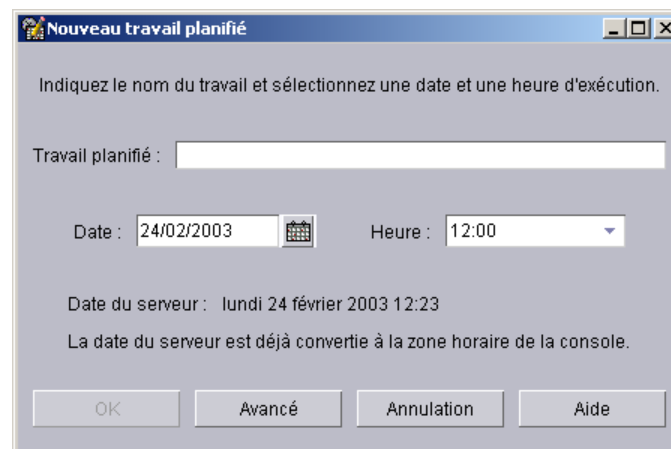 Nouveau travail planifié
Indiquez le nom du travail et sélectionnez une date et une heure d'exécution.
Travail planifié :
Date : 24/02/2003 Heure : 12:00
Date du serveur : lundi 24 février 2003 12:23
La date du serveur est déjà convertie à la zone horaire de la console.
OK Avancé Annulation Aide